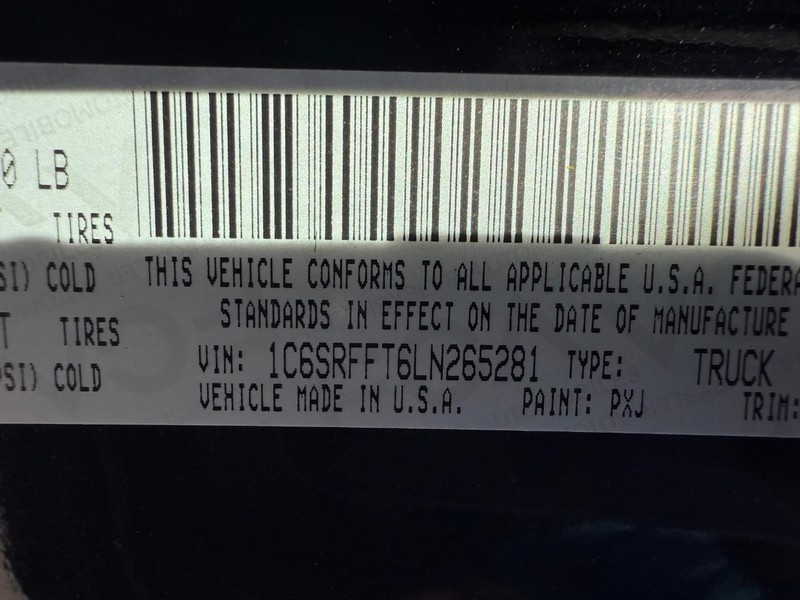 0 LB
TIRES
SI) COLD
THIS VEHICLE CONFORMS TO ALL APPLICABLE U.S.A. FEDERA
STANDARDS IN EFFECT ON THE DATE OF MANUFACTURE
T TIRES
VIN: 1C6SRFFT6LN265281 TYPE: TRUCK
PSI) COLD
VEHICLE MADE IN U.S.A. PAINT: PXJ TRIM: